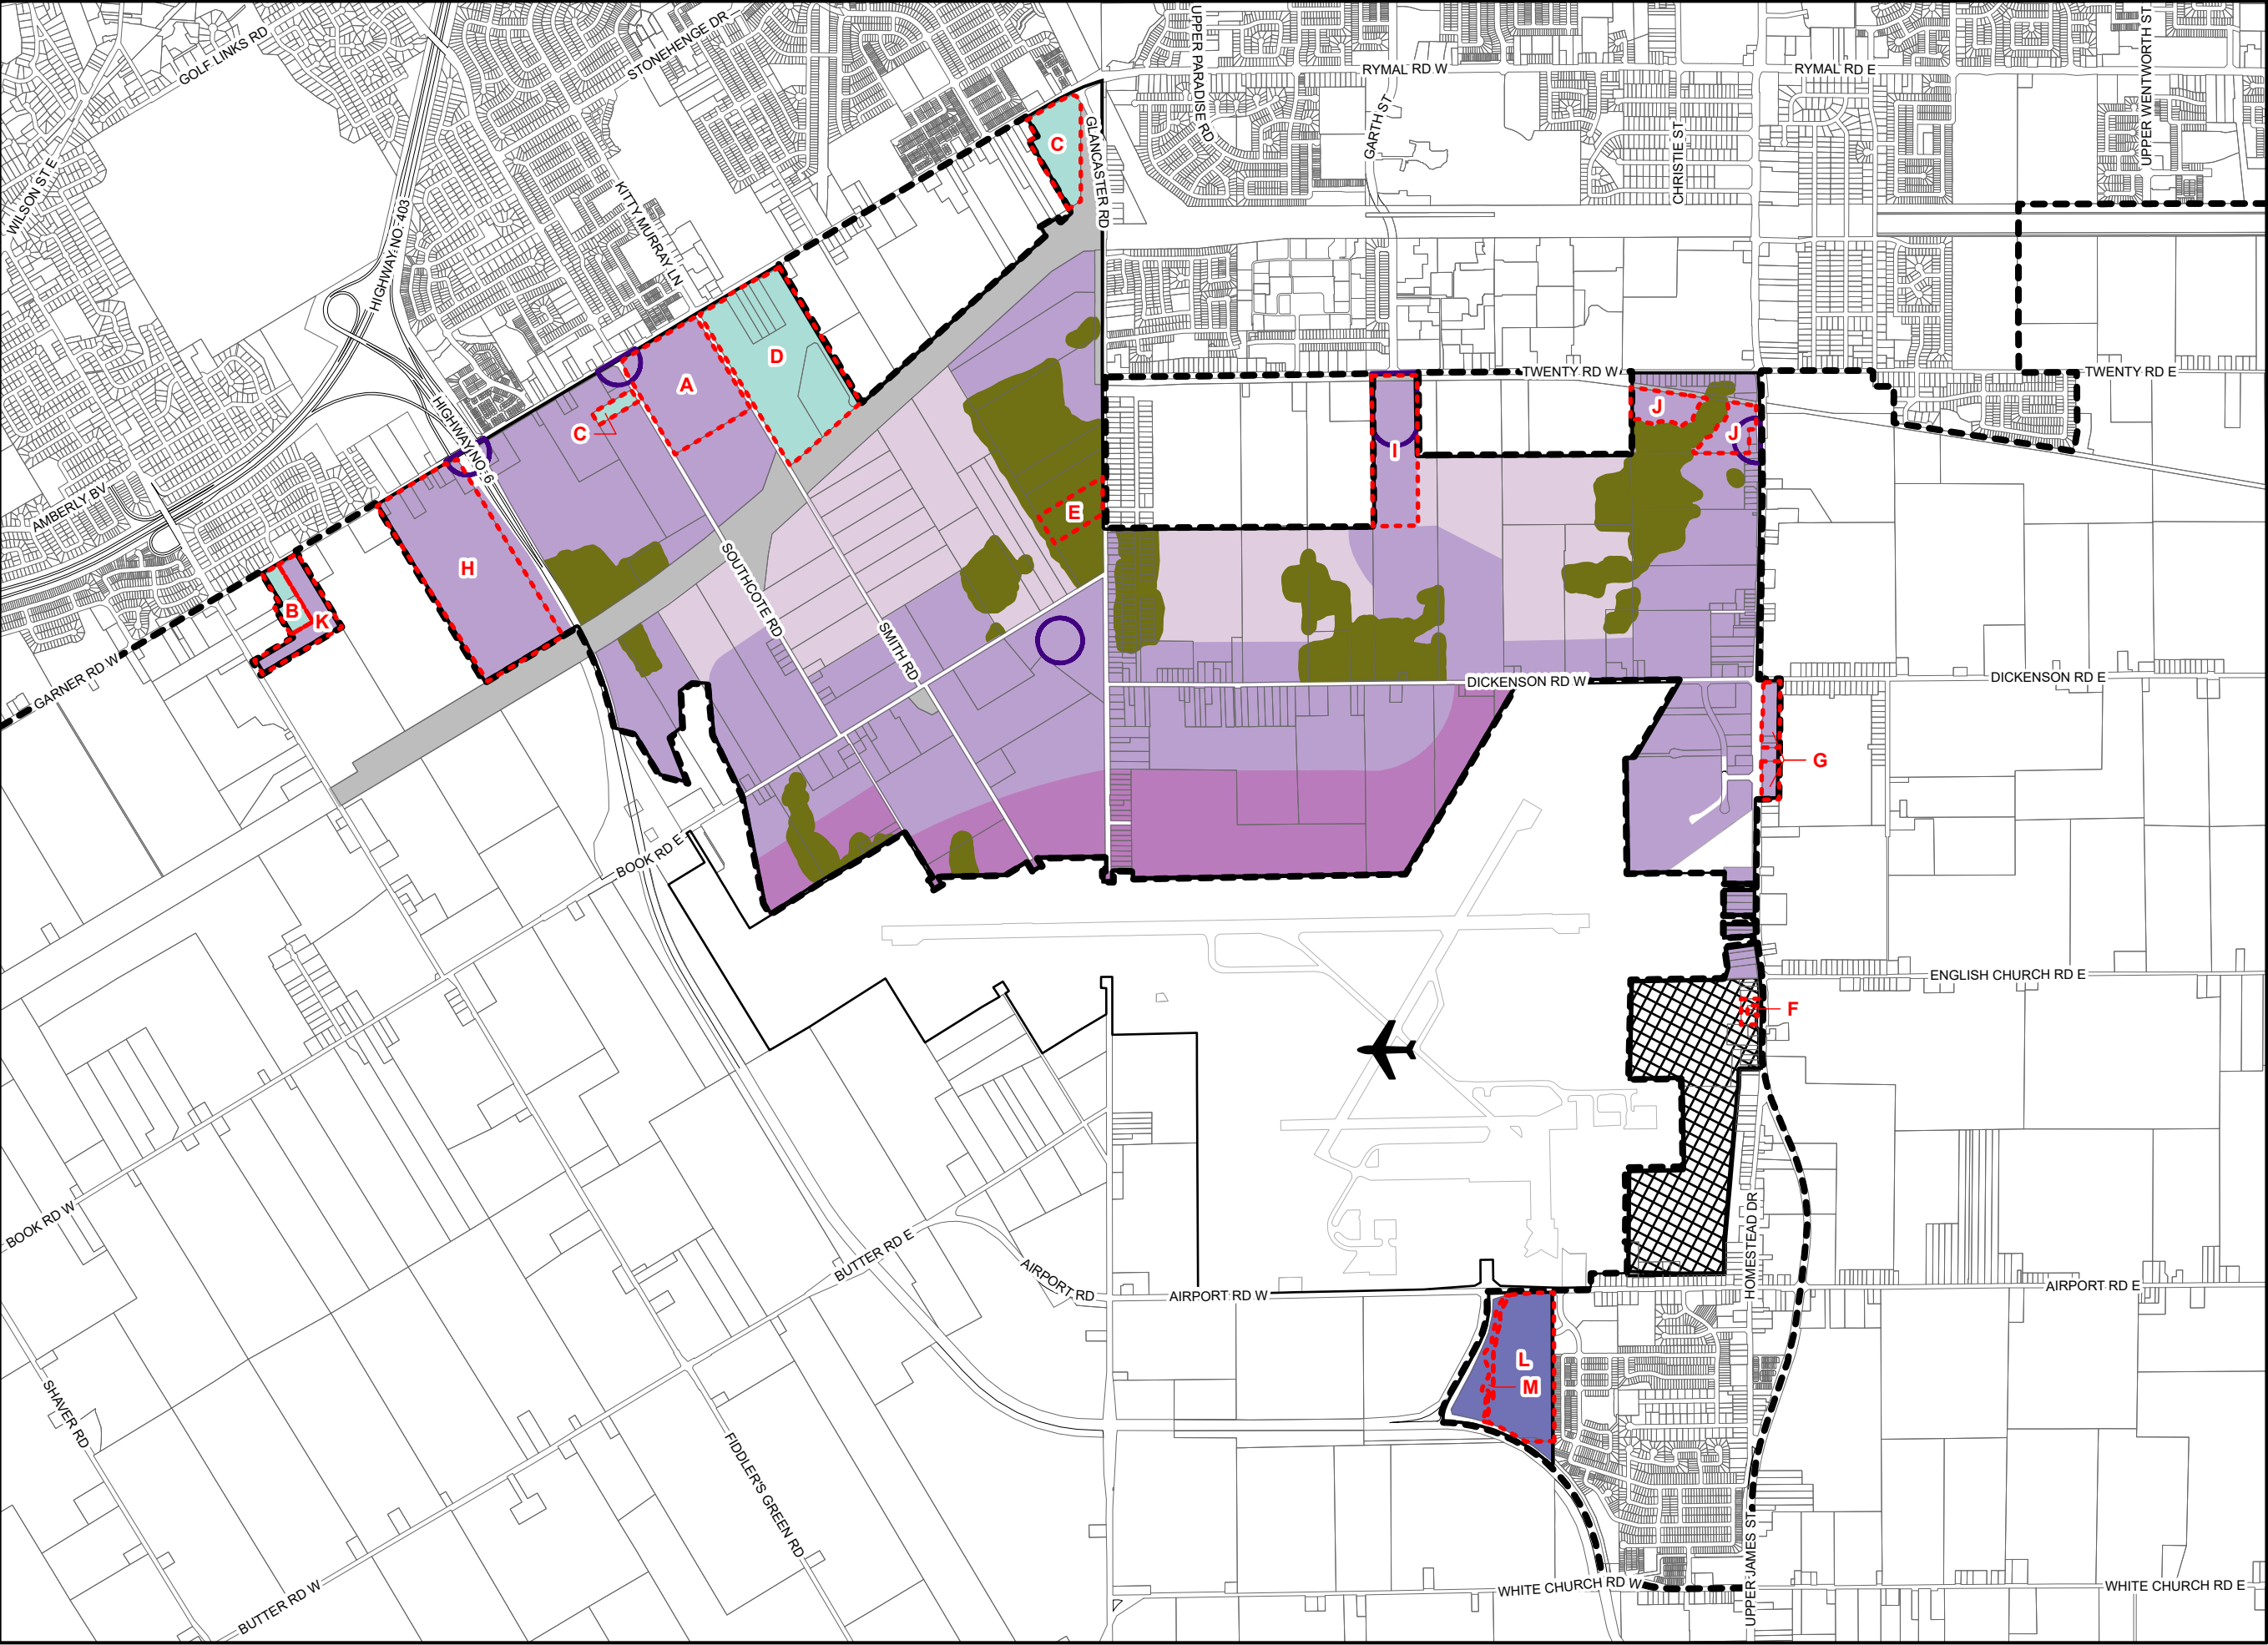 GOLF LINKS RD
STONEHENGE DR
UPPER PARADISE RD
RYMAL RD W
RYMAL RD E
UPPER WENTWORTH ST
GARTH ST
CHRISTIE ST
GLANCASTER RD
C
WILSON ST E
HIGHWAY NO. 403
KITTY MURRAY LN
D
A
C
TWENTY RD W
TWENTY RD E
J
J
I
HIGHWAY NO. 6
AMBERLY BV
E
H
B
K
SOUTHCOTE RD
SMITH RD
GARNER RD W
DICKENSON RD W
DICKENSON RD E
G
BOOK RD E
ENGLISH CHURCH RD E
F
BOOK RD W
BUTTER RD E
AIRPORT RD
AIRPORT RD W
HOMESTEAD DR
AIRPORT RD E
L
M
SHAVER RD
FIDDLER'S GREEN RD
BUTTER RD W
WHITE CHURCH RD W
UPPER JAMES ST
WHITE CHURCH RD E